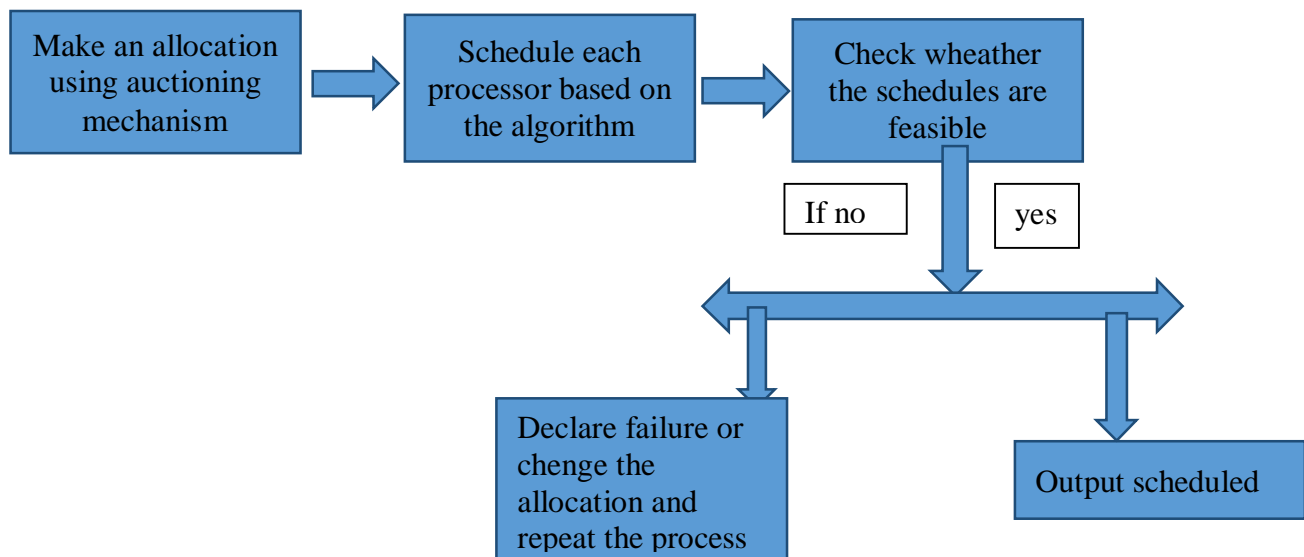 Make an allocation
using auctioning
mechanism
Schedule each
processor based on
the algorithm
Check wheather
the schedules are
feasible
If no
yes
Declare failure or
chenge the
allocation and
repeat the process
Output scheduled